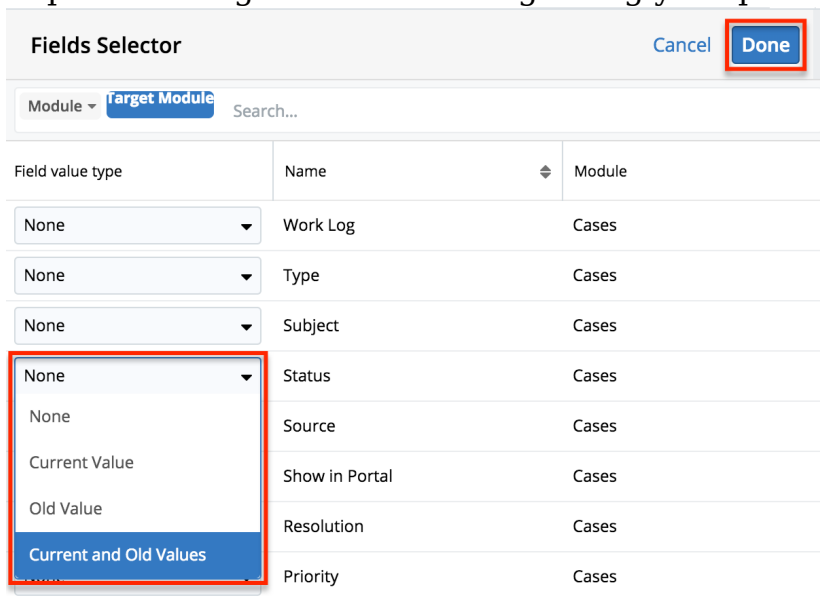 Fields Selector Cancel Done
Module Target Module Search...
Field value type Name Module
None Work Log Cases
None Type Cases
None Subject Cases
None Status Cases
None
Source Cases
Current Value
Show in Portal Cases
Old Value
Resolution Cases
Current and Old Values
Priority Cases